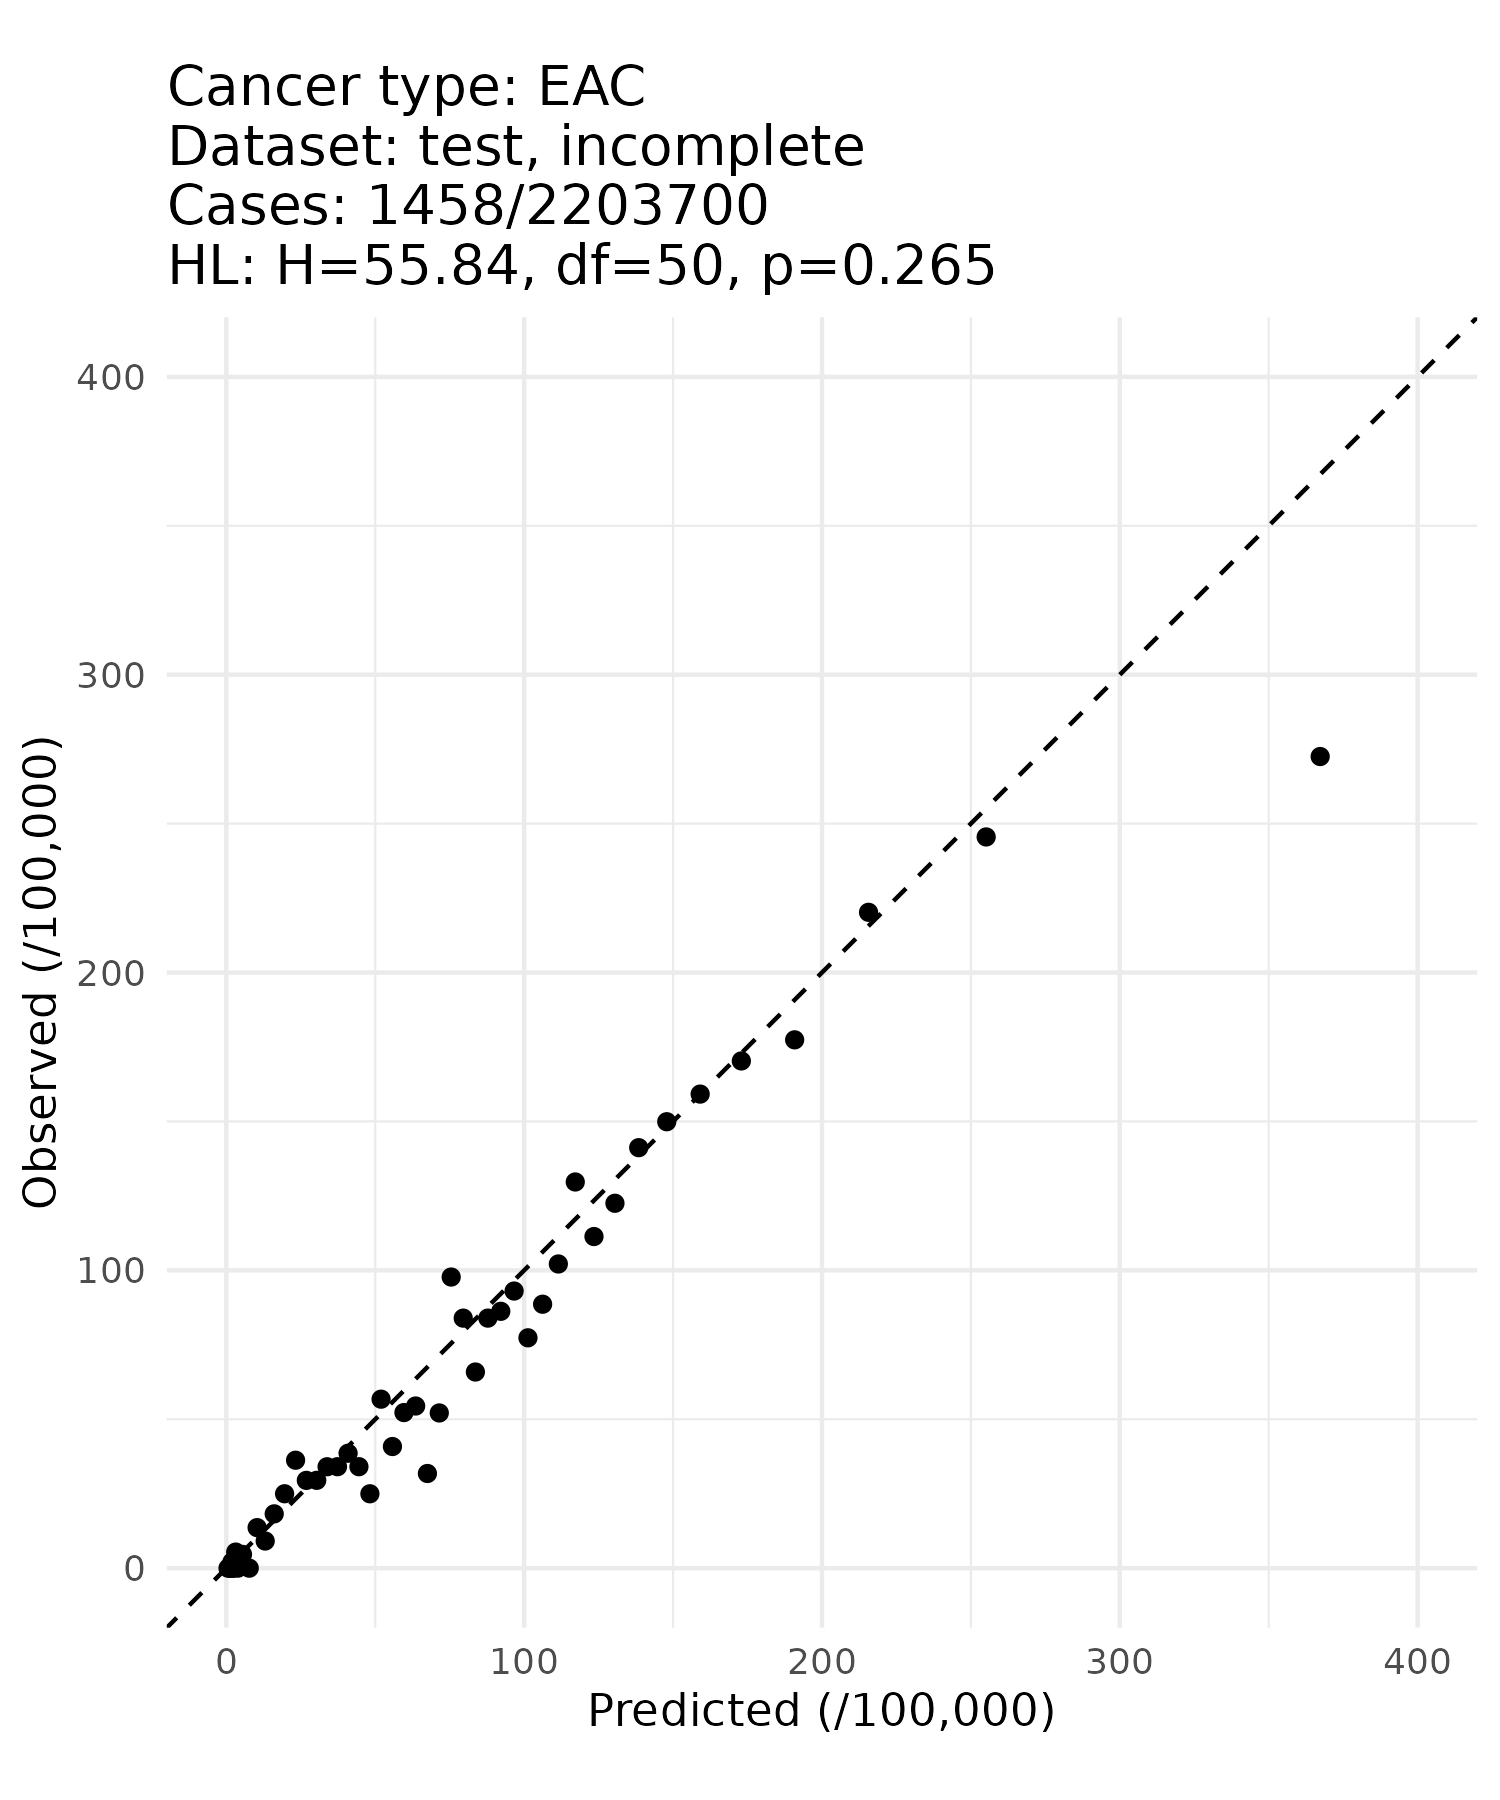 Cancer type: EAC
Dataset: test, incomplete
Cases: 1458/2203700
HL: H=55.84, df=50, p=0.265
400
300
200
100
0
Observed (/100,000)
0 100 200 300 400
Predicted (/100,000)